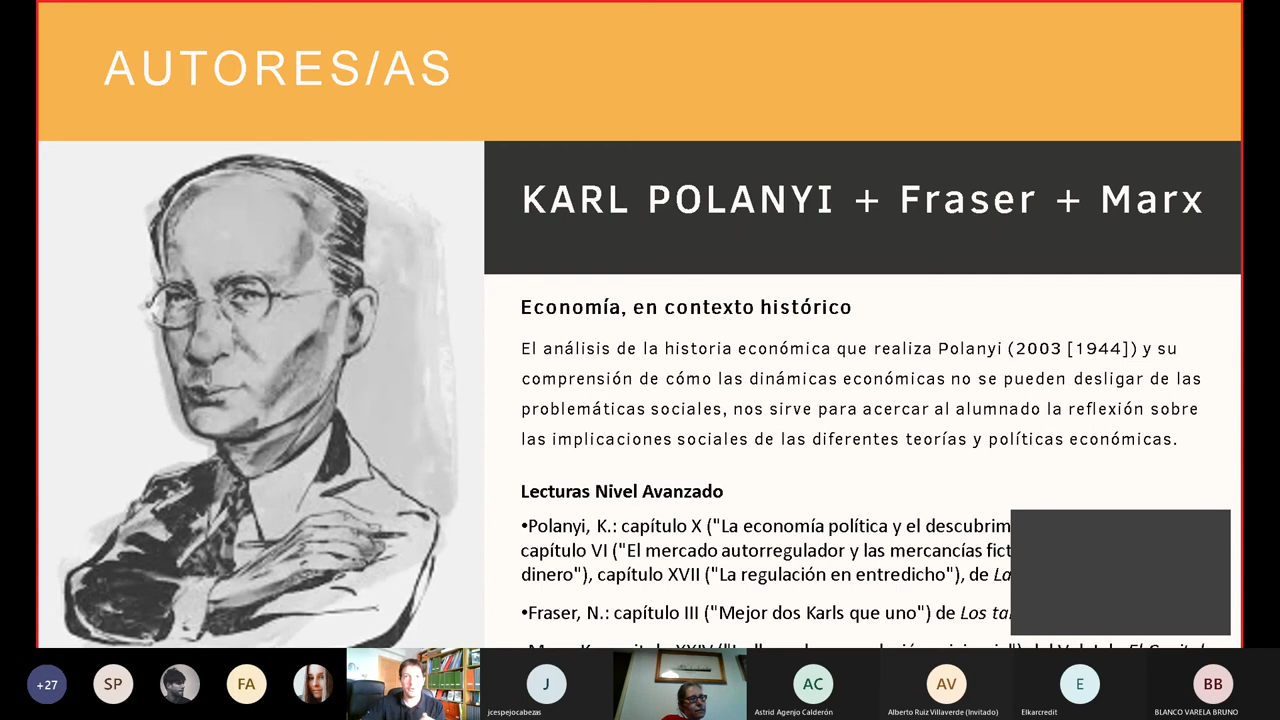 AUTORES/AS
KARL POLANYI + Fraser + Marx
Economía, en contexto histórico
El análisis de la historia económica que realiza Polanyi (2003 [1944]) y su
comprensión de cómo las dinámicas económicas no se pueden desligar de las
problemáticas sociales, nos sirve para acercar al alumnado la reflexión sobre
las implicaciones sociales de las diferentes teorías y políticas económicas.
Lecturas Nivel Avanzado
•Polanyi, K.: capítulo X ("La economía política y el descubrim
capítulo VI ("El mercado autorregulador y las mercancías fict
dinero"), capítulo XVII ("La regulación en entredicho"), de La
•Fraser, N.: capítulo III ("Mejor dos Karls que uno") de Los ta
+27
SP
FA
J
AC
AV
E
BB
jcespejocabezas
Astrid Agenjo Calderón
Alberto Ruiz Villaverde (Invitado)
Elkarcredit
BLANCO VARELA BRUNO